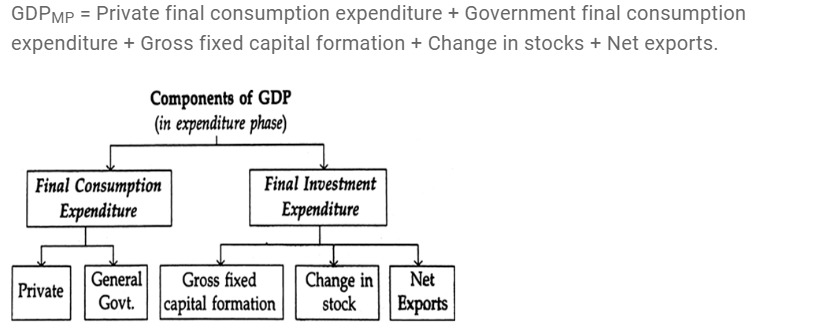 GDPMP = Private final consumption expenditure + Government final consumption
expenditure + Gross fixed capital formation + Change in stocks + Net exports.
Components of GDP
(in expenditure phase)
Final Consumption
Expenditure
Final Investment
Expenditure
Private
General
Govt.
Gross fixed
capital formation
Change in
stock
Net
Exports